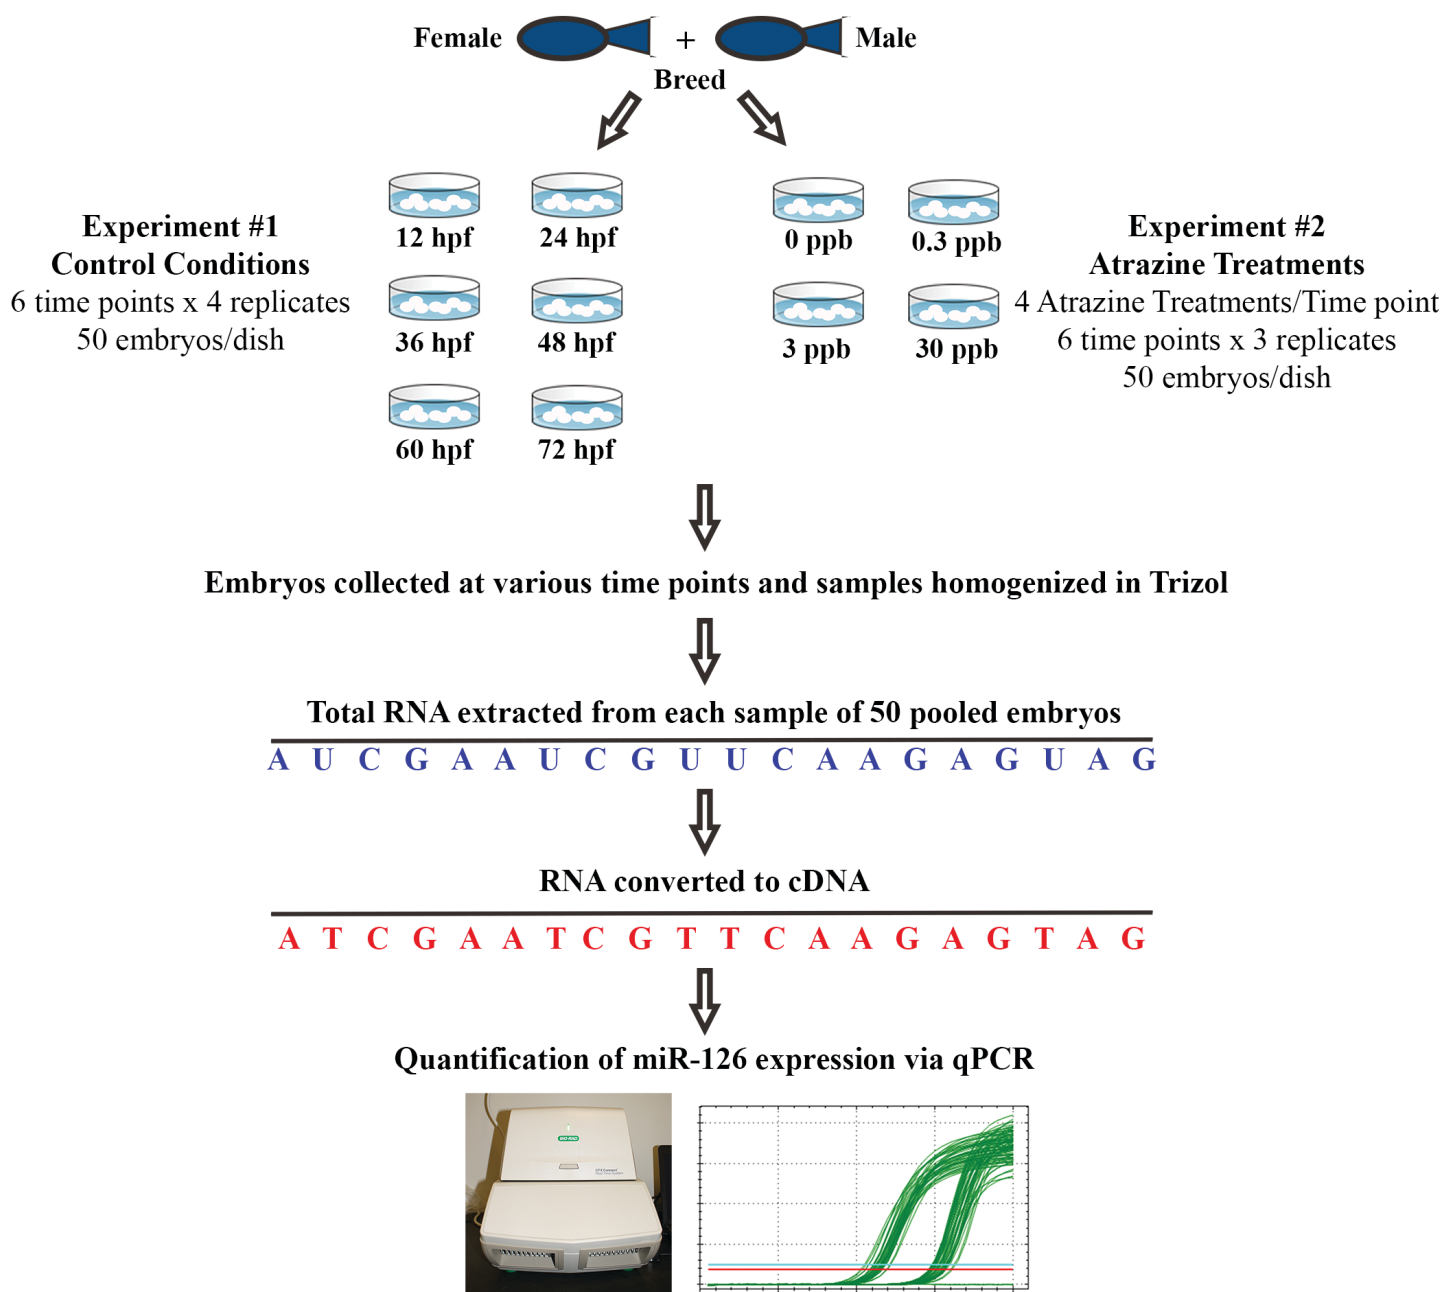 Female + Male
Breed
Experiment #1
Control Conditions
6 time points x 4 replicates
50 embryos/dish
12 hpf 24 hpf
36 hpf 48 hpf
60 hpf 72 hpf
0 ppb 0.3 ppb
3 ppb 30 ppb
Experiment #2
Atrazine Treatments
4 Atrazine Treatments/Time point
6 time points x 3 replicates
50 embryos/dish
Embryos collected at various time points and samples homogenized in Trizol
Total RNA extracted from each sample of 50 pooled embryos
A U C G A A U C G U U C A A G A G U A G
RNA converted to cDNA
A T C G A A T C G T T C A A G A G T A G
Quantification of miR-126 expression via qPCR
BIO-RAD